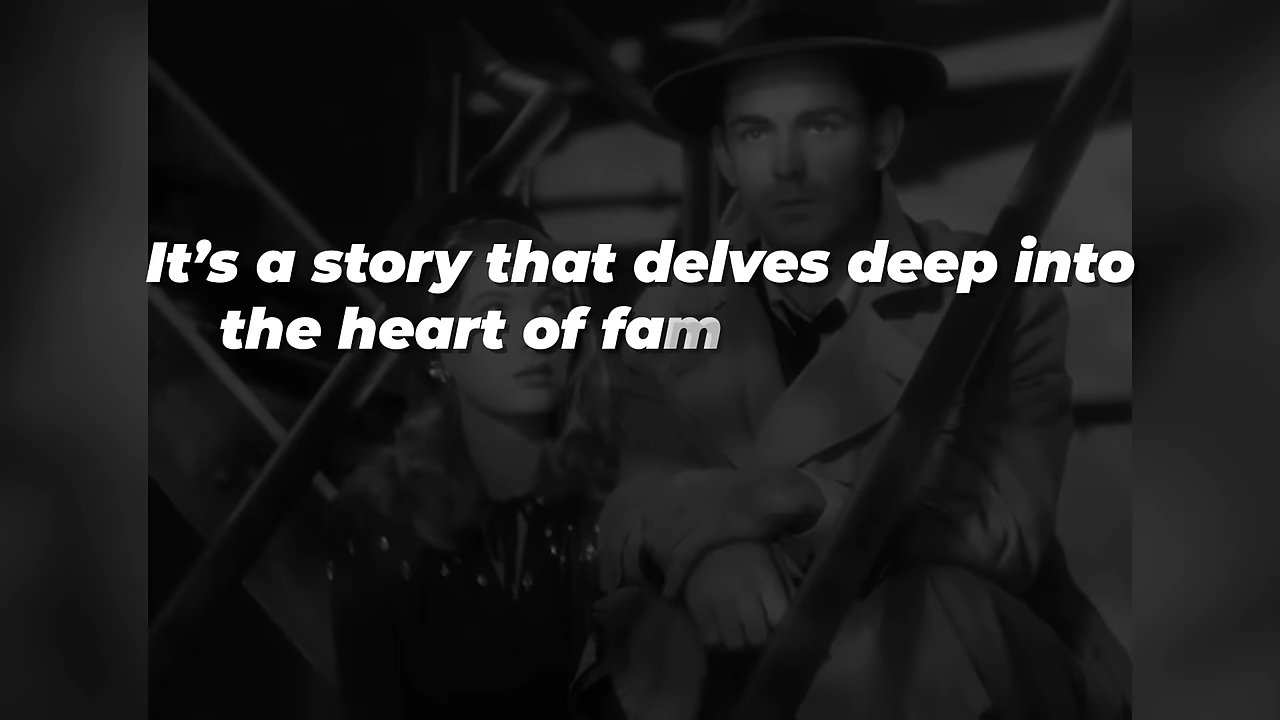 It’s a story that delves deep into
the heart of fam